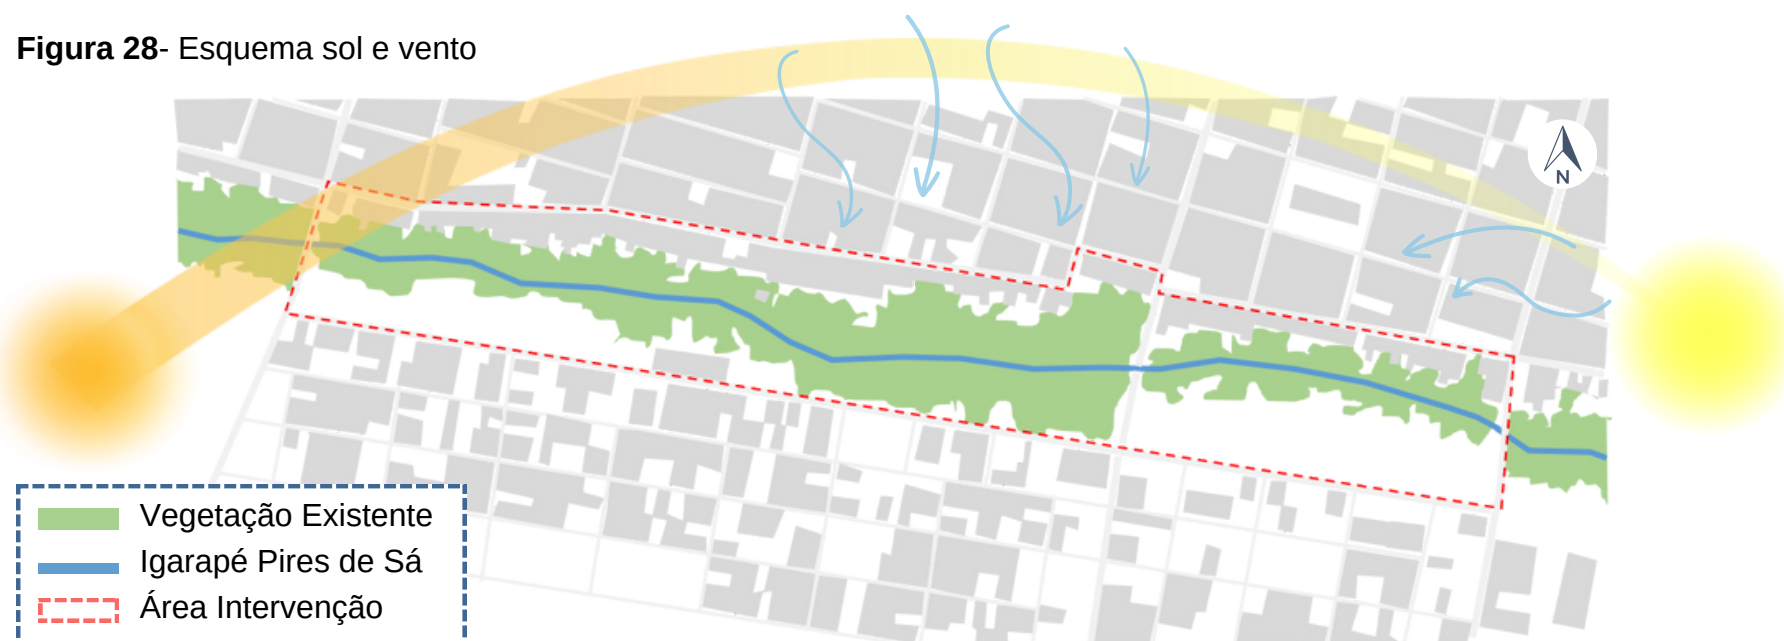 Figura 28- Esquema sol e vento
N
Vegetação Existente
Igarapé Pires de Sá
Área Intervenção